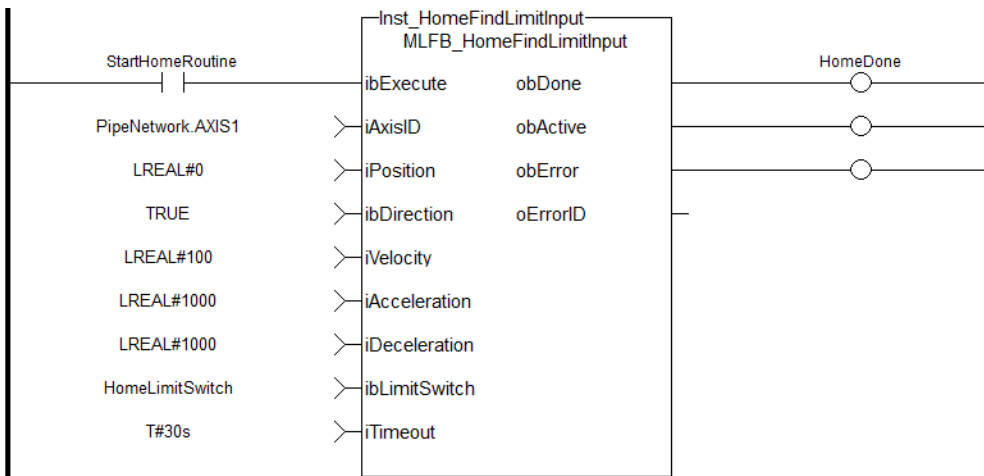 Inst_HomeFindLimitInput
MLFB_HomeFindLimitInput
StartHomeRoutine HomeDone
ibExecute obDone
PipeNetwork.AXIS1 iAxisID obActive
LREAL#0 iPosition obError
TRUE ibDirection oErrorID
LREAL#100 iVelocity
LREAL#1000 iAcceleration
LREAL#1000 iDeceleration
HomeLimitSwitch ibLimitSwitch
T#30s iTimeout